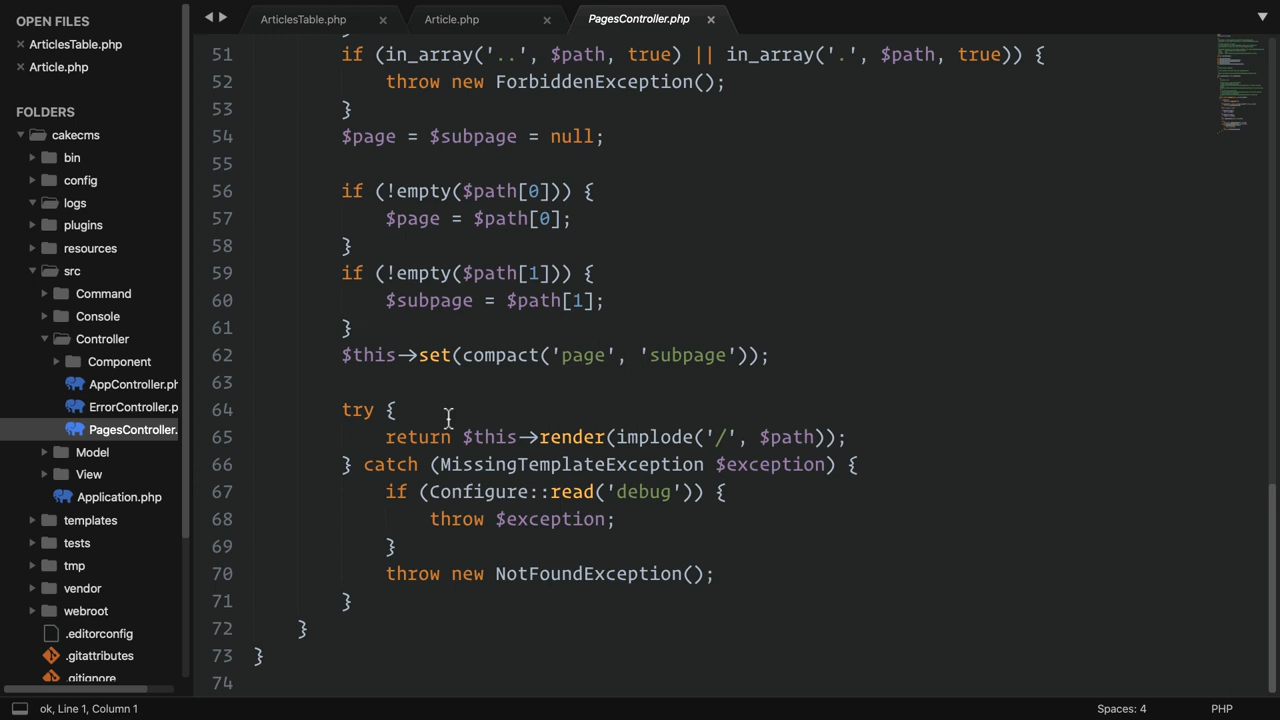 OPEN FILES
ArticlesTable.php
Article.php
FOLDERS
cakecms
bin
config
logs
plugins
resources
src
Command
Console
Controller
Component
AppController.ph
ErrorController.p
PagesController.
Model
View
Application.php
templates
tests
tmp
vendor
webroot
.editorconfig
.gitattributes
.gitignore
ArticlesTable.php
Article.php
PagesController.php
51 if (in_array('..', $path, true) || in_array('.', $path, true)) {
52 throw new ForbiddenException();
53 }
54 $page = $subpage = null;
55
56 if (!empty($path[0])) {
57 $page = $path[0];
58 }
59 if (!empty($path[1])) {
60 $subpage = $path[1];
61 }
62 $this->set(compact('page', 'subpage'));
63
64 try {
65 return $this->render(implode('/', $path));
66 } catch (MissingTemplateException $exception) {
67 if (Configure::read('debug')) {
68 throw $exception;
69 }
70 throw new NotFoundException();
71 }
72 }
73 }
74
ok, Line 1, Column 1
Spaces: 4
PHP